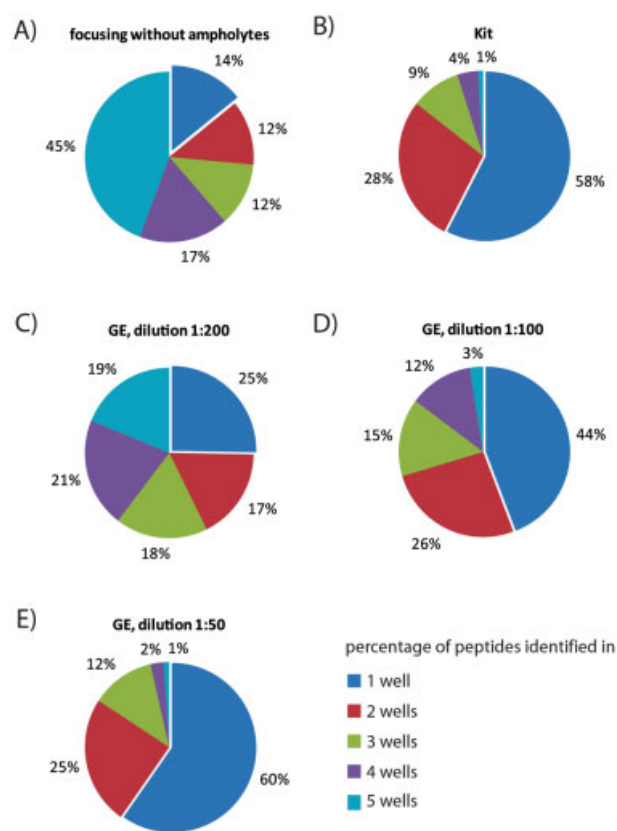 A)
focusing without ampholytes
14%
12%
12%
17%
45%
B)
Kit
58%
28%
9%
4%
1%
C)
GE, dilution 1:200
25%
17%
18%
21%
19%
D)
GE, dilution 1:100
44%
26%
15%
12%
3%
E)
GE, dilution 1:50
60%
25%
12%
2%
1%
percentage of peptides identified in
1 well
2 wells
3 wells
4 wells
5 wells